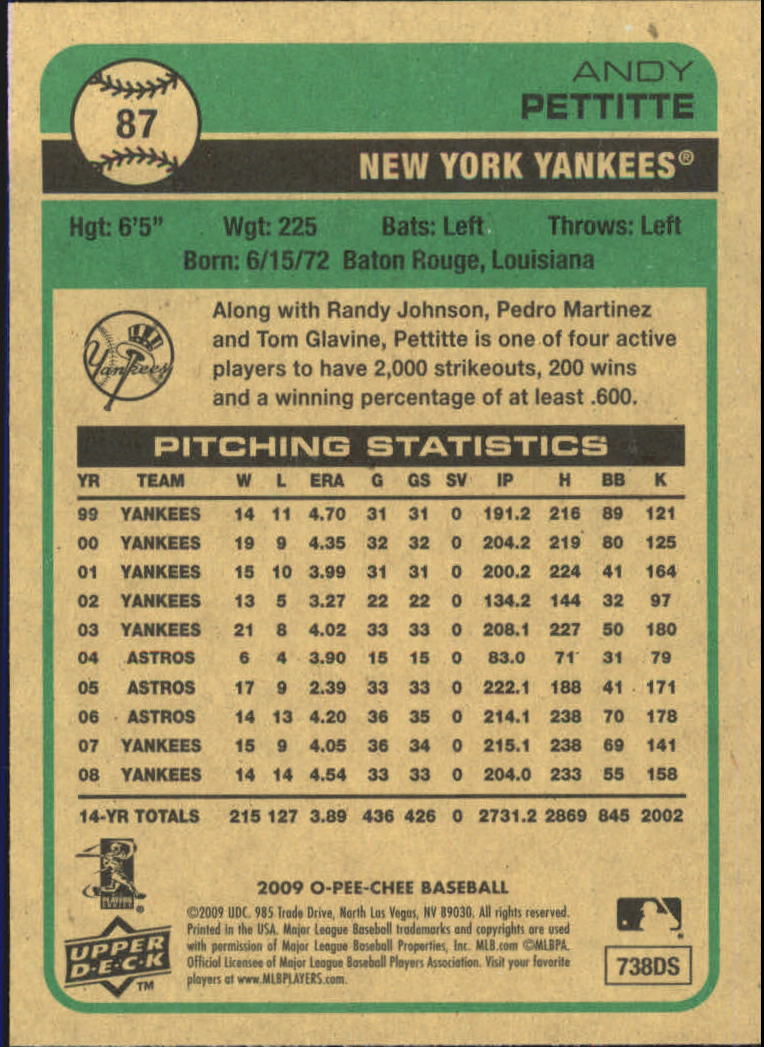 87
ANDY
PETTITTE
NEW YORK YANKEES®
Hgt: 6'5" Wgt: 225 Bats: Left Throws: Left
Born: 6/15/72 Baton Rouge, Louisiana
Yankees
Along with Randy Johnson, Pedro Martinez
and Tom Glavine, Pettitte is one of four active
players to have 2,000 strikeouts, 200 wins
and a winning percentage of at least .600.
PITCHING STATISTICS
YR TEAM W L ERA G GS SV IP H BB K
99 YANKEES 14 11 4.70 31 31 0 191.2 216 89 121
00 YANKEES 19 9 4.35 32 32 0 204.2 219 80 125
01 YANKEES 15 10 3.99 31 31 0 200.2 224 41 164
02 YANKEES 13 5 3.27 22 22 0 134.2 144 32 97
03 YANKEES 21 8 4.02 33 33 0 208.1 227 50 180
04 ASTROS 6 4 3.90 15 15 0 83.0 71 31 79
05 ASTROS 17 9 2.39 33 33 0 222.1 188 41 171
06 ASTROS 14 13 4.20 36 35 0 214.1 238 70 178
07 YANKEES 15 9 4.05 36 34 0 215.1 238 69 141
08 YANKEES 14 14 4.54 33 33 0 204.0 233 55 158
14-YR TOTALS 215 127 3.89 436 426 0 2731.2 2869 845 2002
PLAYERS CHOICE ®
2009 O-PEE-CHEE BASEBALL
©2009 UDC. 985 Trade Drive, North Las Vegas, NV 89030. All rights reserved.
Printed in the USA. Major League Baseball trademarks and copyrights are used
with permission of Major League Baseball Properties, Inc. MLB.com ©MLBPA.
Official Licensee of Major League Baseball Players Association. Visit your favorite
players at www.MLBPLAYERS.com.
UPPER
D·E·C·K
TM
738DS